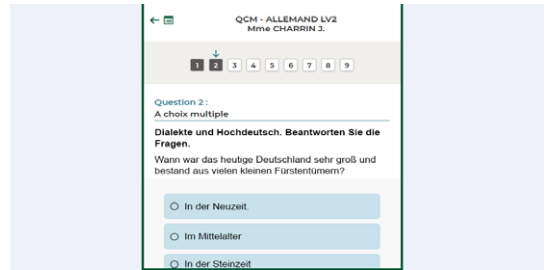 QCM - ALLEMAND LV2
Mme CHARRIN J.
1 2 3 4 5 6 7 8 9
Question 2 :
A choix multiple
Dialekte und Hochdeutsch. Beantworten Sie die
Fragen.
Wann war das heutige Deutschland sehr groß und
bestand aus vielen kleinen Fürstentümern?
In der Neuzeit.
Im Mittelalter
In der Steinzeit